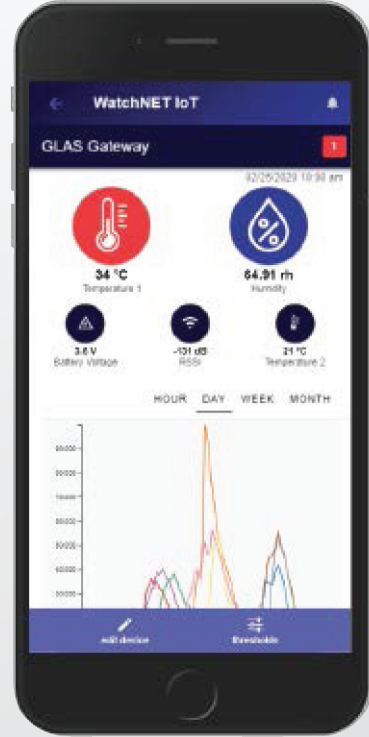 WatchNET IoT
GLAS Gateway
1
02/25/2020 10:00 am
34 °C
Temperature 1
64.91 rh
Humidity
3.6 V
Battery Voltage
-131 dB
RSSI
21 °C
Temperature 2
HOUR DAY WEEK MONTH
edit device
thresholds